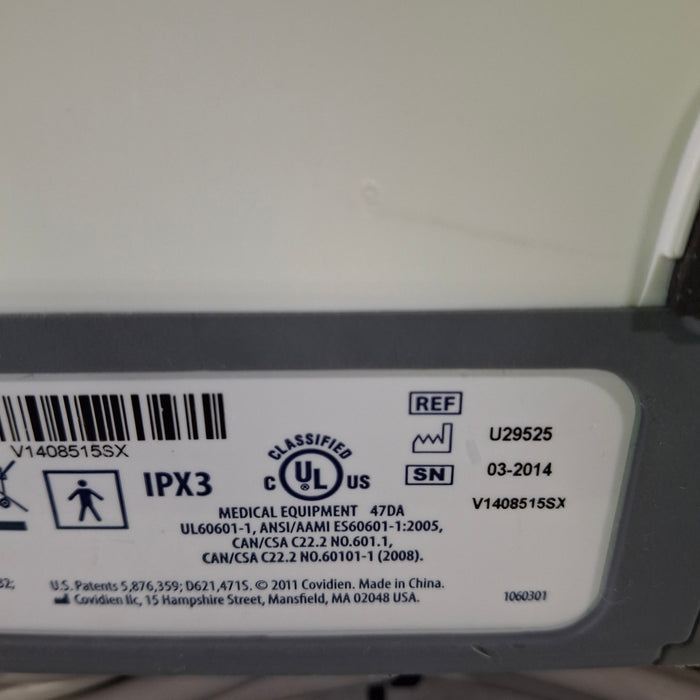 V1408515SX
IPX3
CLASSIFIED
C UL ® US
MEDICAL EQUIPMENT 47DA
UL60601-1, ANSI/AAMI ES60601-1:2005,
CAN/CSA C22.2 NO.601.1,
CAN/CSA C22.2 NO.60101-1 (2008).
REF U29525
03-2014
SN V1408515SX
32; U.S. Patents 5,876,359; D621,471S. © 2011 Covidien. Made in China.
Covidien llc, 15 Hampshire Street, Mansfield, MA 02048 USA.
1060301